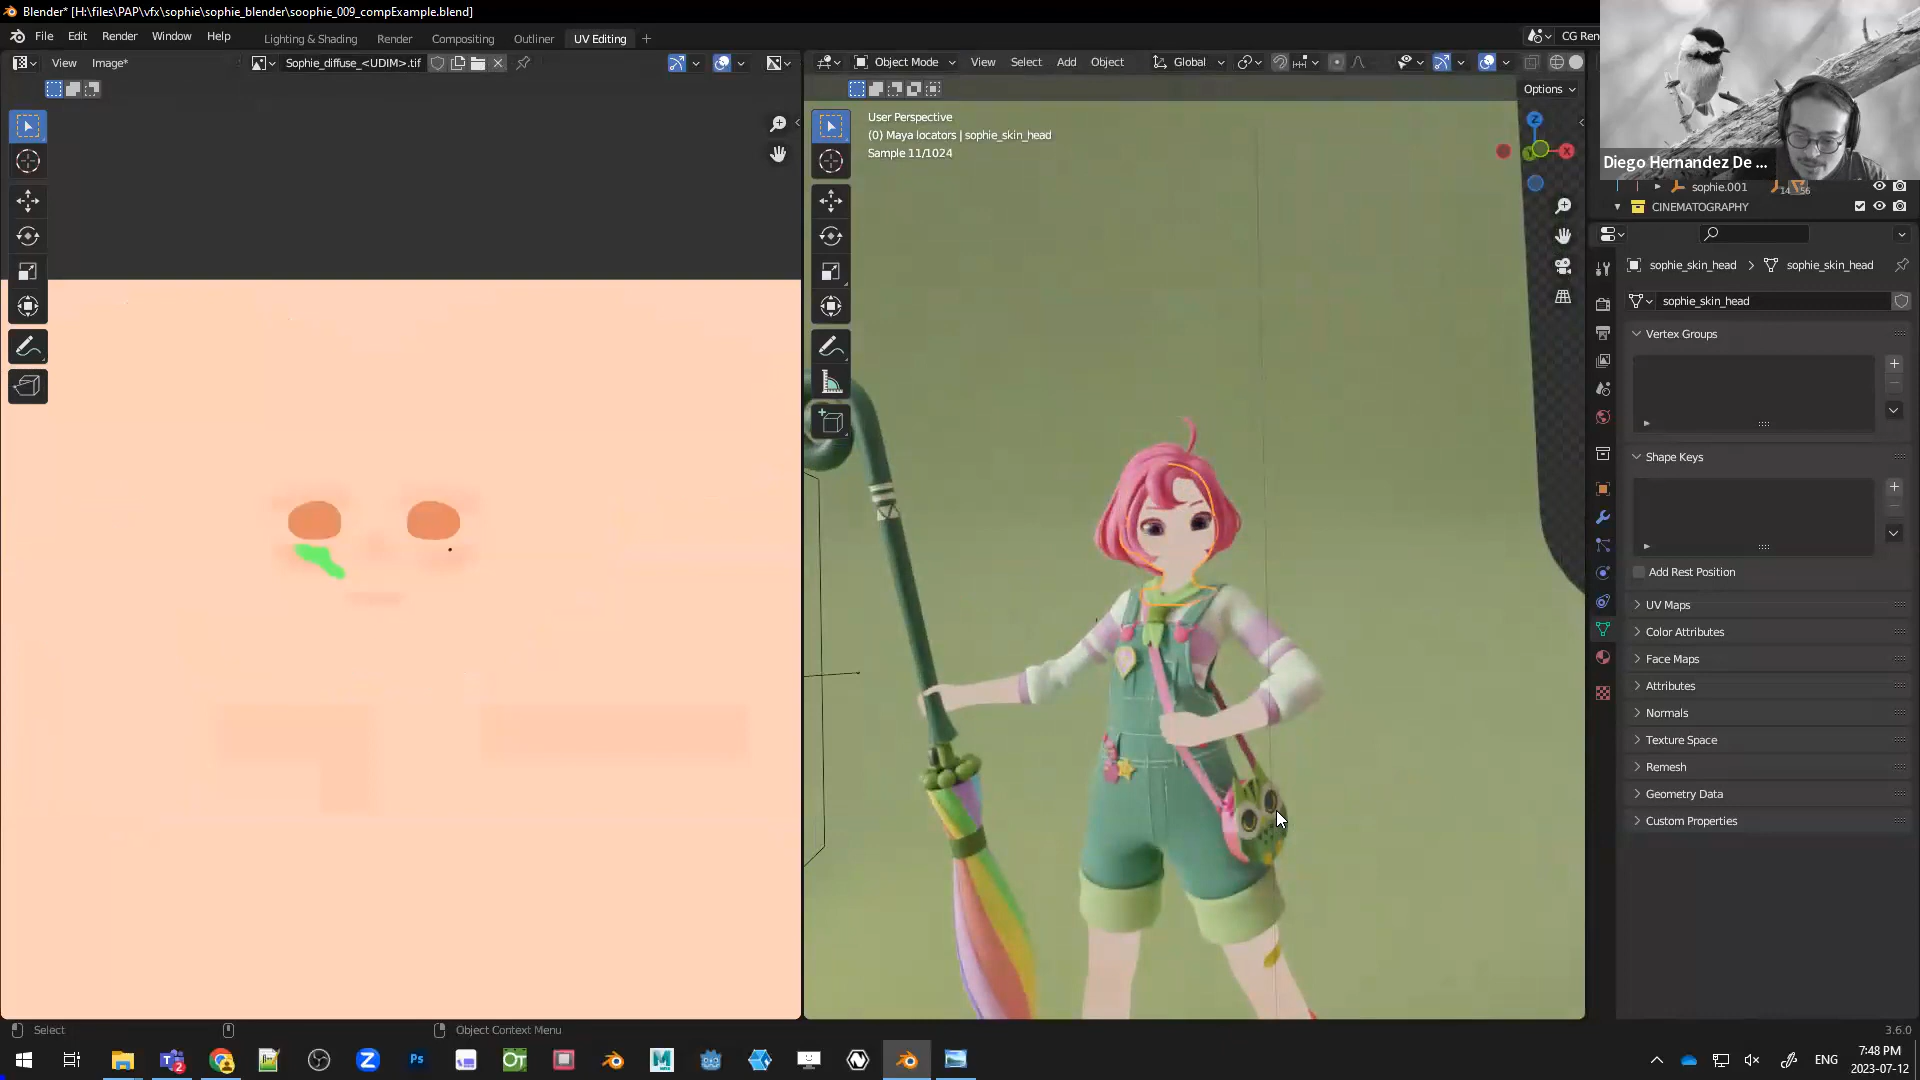 Blender* [H:\files\PAP\vfx\sophie\sophie_blender\soophie_009_compExample.blend]
File Edit Render Window Help Lighting & Shading Render Compositing Outliner UV Editing
CG Ren
View Image* Sophie_diffuse_<UDIM>.tif
Object Mode View Select Add Object Global
Options
User Perspective
(0) Maya locators | sophie_skin_head
Sample 11/1024
Z
X
Diego Hernandez De ...
sophie.001
CINEMATOGRAPHY
sophie_skin_head > sophie_skin_head
sophie_skin_head
Vertex Groups
Shape Keys
Add Rest Position
UV Maps
Color Attributes
Face Maps
Attributes
Normals
Texture Space
Remesh
Geometry Data
Custom Properties
Select Object Context Menu 3.6.0
ENG
7:48 PM
2023-07-12